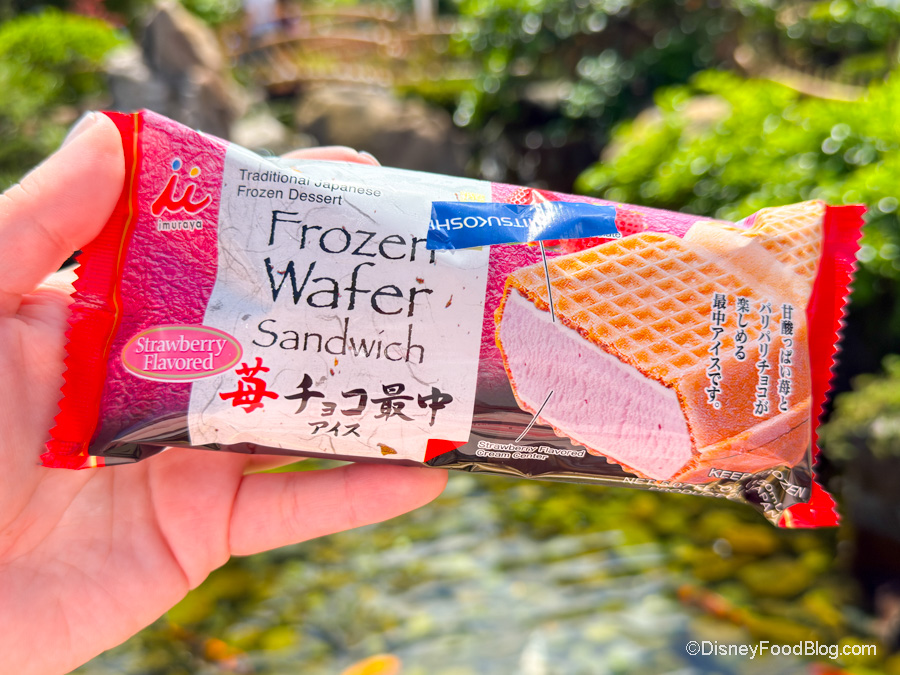 imuraya
Traditional Japanese
Frozen Dessert
Frozen
Wafer
Sandwich
Strawberry
Flavored
苺チョコ最中
アイス
MITSUKOSHI
甘酸っぱい苺と
パリパリチョコが
楽しめる
最中アイスです。
Strawberry Flavored
Cream Center
KEEP FROZEN
©DisneyFoodBlog.com